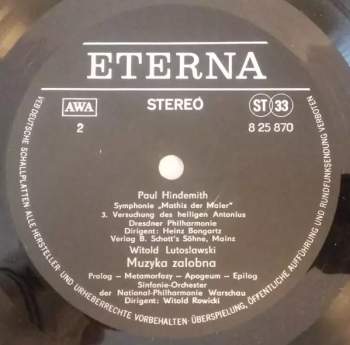 ETERNA
AWA
STEREO
ST 33
2
8 25 870
Paul Hindemith
Symphonie „Mathis der Maler"
3. Versuchung des heiligen Antonius
Dresdner Philharmonie
Dirigent: Heinz Bongartz
Verlag B. Schott's Söhne, Mainz
Witold Lutoslawski
Muzyka zalobna
Prolog – Metamorfazy – Apogeum – Epilog
Sinfonie-Orchester
der National-Philharmonie Warschau
Dirigent: Witold Rowicki
VEB DEUTSCHE SCHALLPLATTEN ALLE HERSTELLER- UND URHEBERRECHTE VORBEHALTEN · ÜBERSPIELUNG, ÖFFENTLICHE AUFFÜHRUNG UND RUNDFUNKSENDUNG VERBOTEN